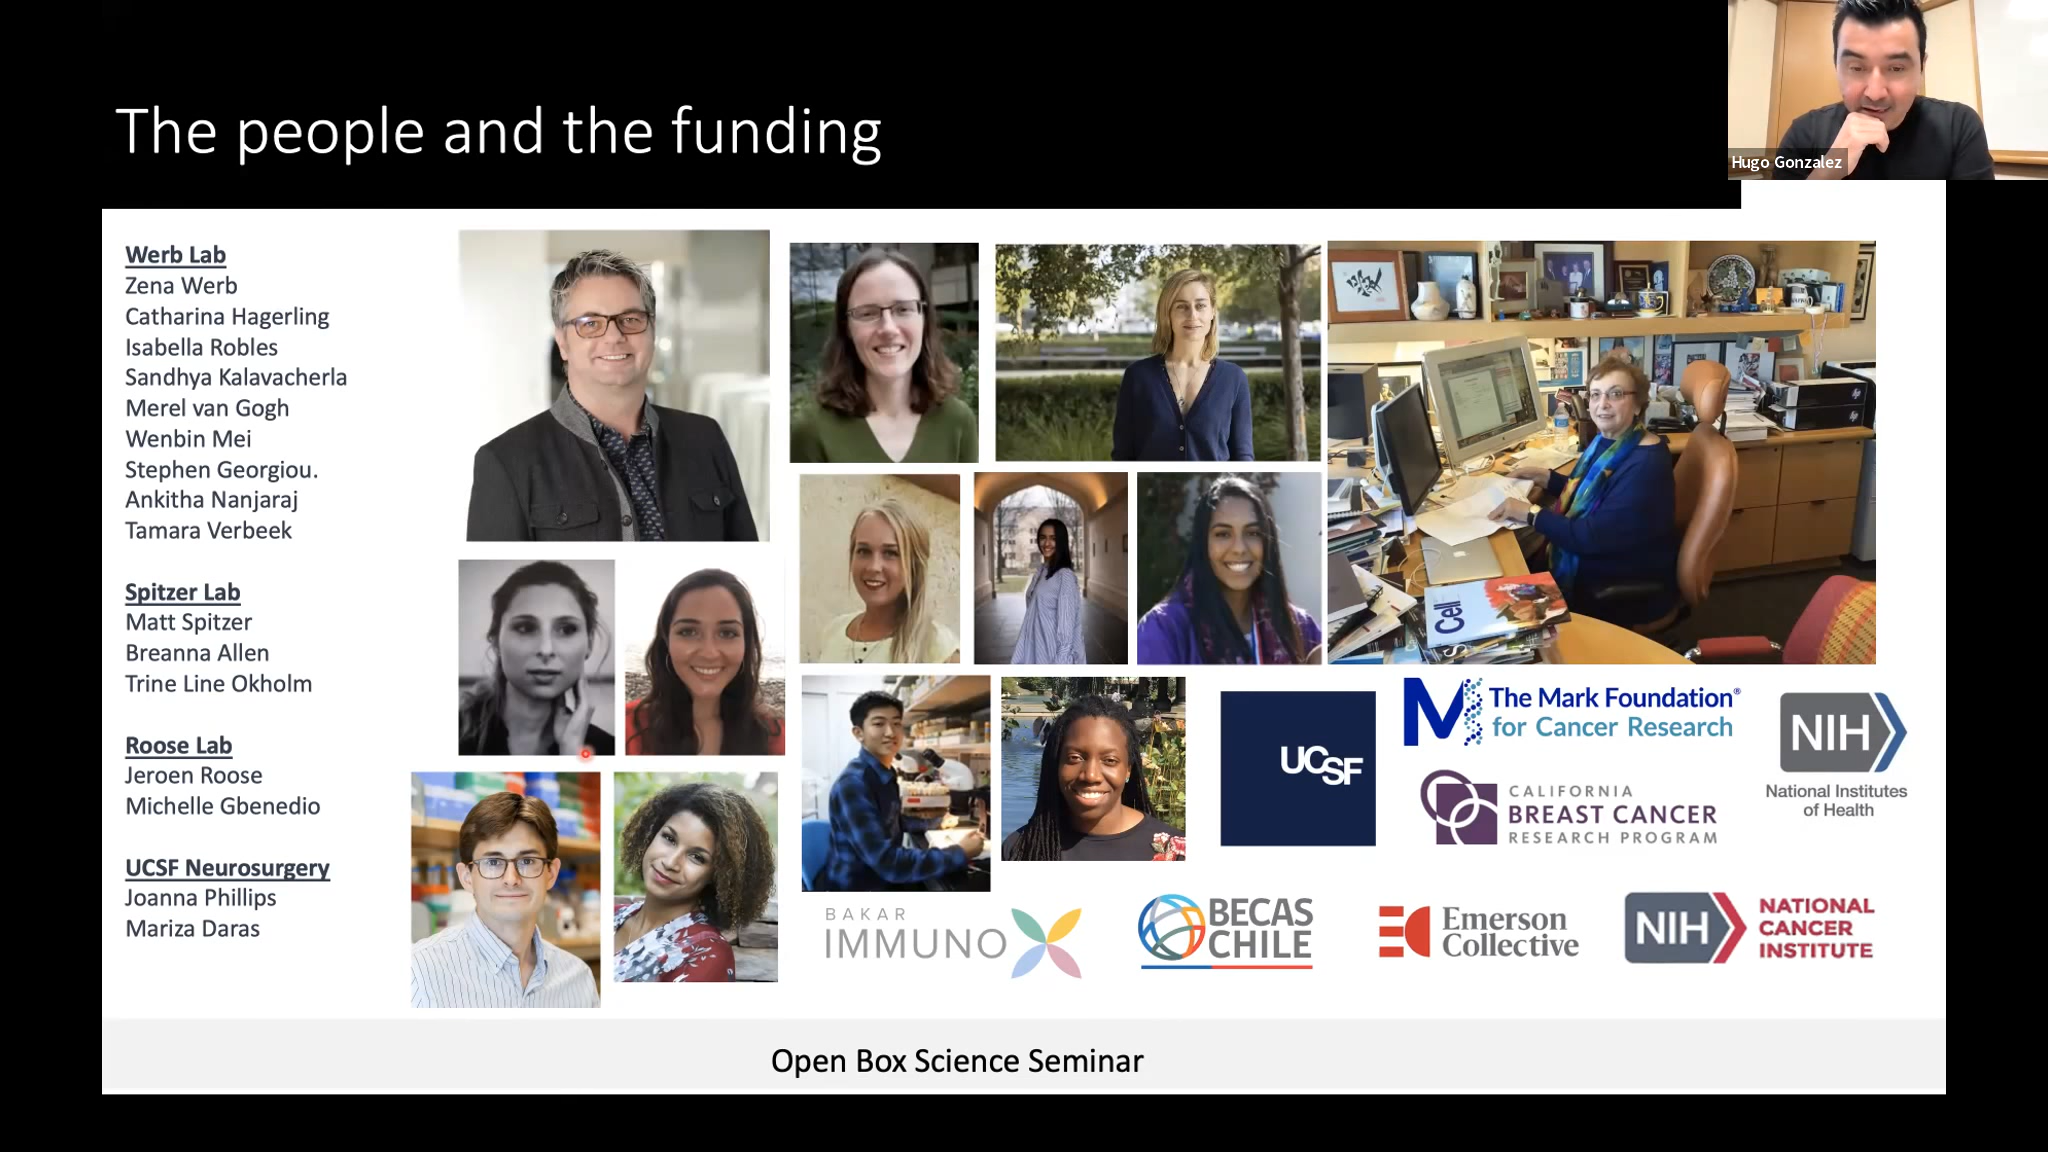 The people and the funding
Hugo Gonzalez
Werb Lab
Zena Werb
Catharina Hagerling
Isabella Robles
Sandhya Kalavacherla
Merel van Gogh
Wenbin Mei
Stephen Georgiou.
Ankitha Nanjaraj
Tamara Verbeek
Spitzer Lab
Matt Spitzer
Breanna Allen
Trine Line Okholm
Roose Lab
Jeroen Roose
Michelle Gbenedio
UCSF Neurosurgery
Joanna Phillips
Mariza Daras
Cell
UCSF
The Mark Foundation®
for Cancer Research
NIH
National Institutes
of Health
CALIFORNIA
BREAST CANCER
RESEARCH PROGRAM
BAKAR
IMMUNO
BECAS
CHILE
Emerson
Collective
NIH
NATIONAL
CANCER
INSTITUTE
Open Box Science Seminar